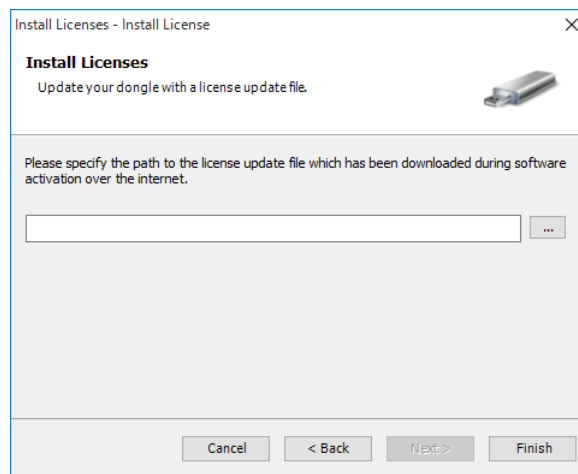 Install Licenses - Install License
Install Licenses
Update your dongle with a license update file.
Please specify the path to the license update file which has been downloaded during software
activation over the internet.
...
Cancel
< Back
Next >
Finish